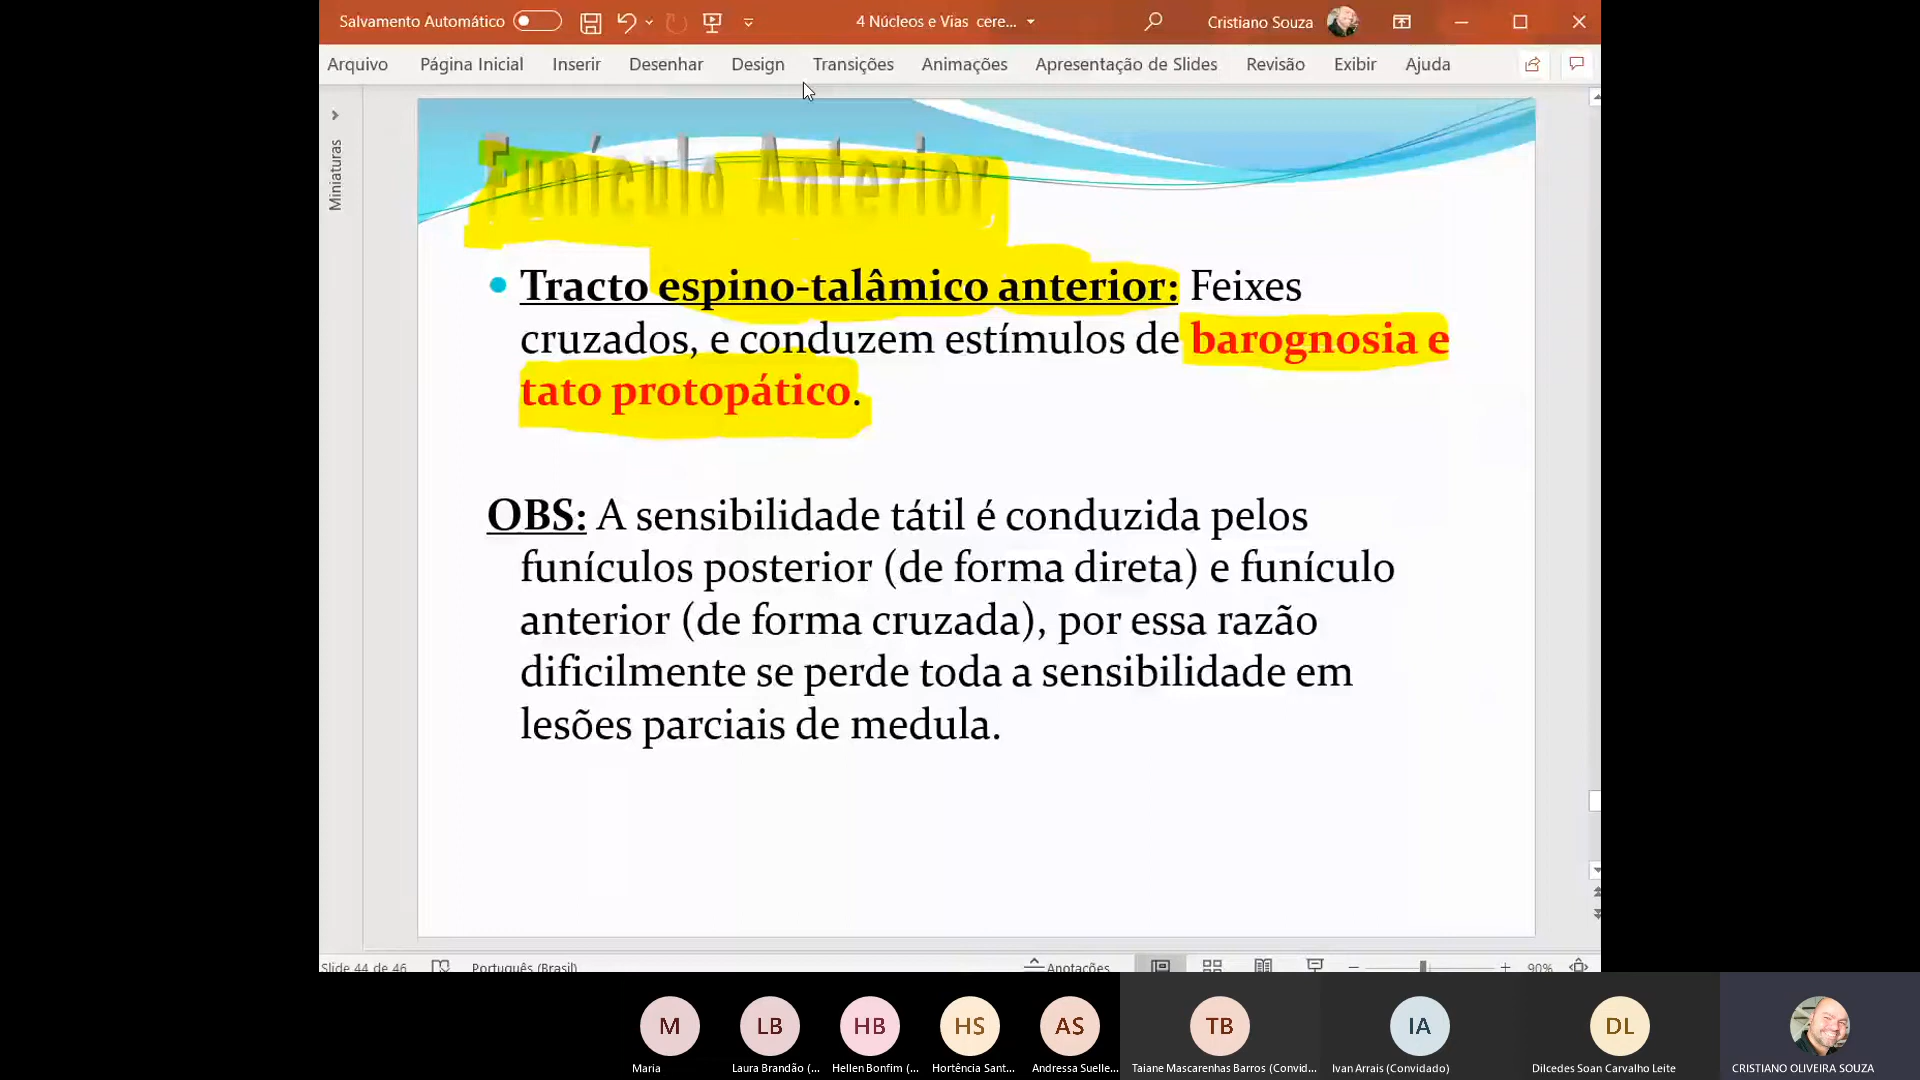 Salvamento Automático
4 Núcleos e Vias cere...
Cristiano Souza
Arquivo Página Inicial Inserir Desenhar Design Transições Animações Apresentação de Slides Revisão Exibir Ajuda
Miniaturas
Funículo Anterior
• Tracto espino-talâmico anterior: Feixes
cruzados, e conduzem estímulos de barognosia e
tato protopático.
OBS: A sensibilidade tátil é conduzida pelos
funículos posterior (de forma direta) e funículo
anterior (de forma cruzada), por essa razão
dificilmente se perde toda a sensibilidade em
lesões parciais de medula.
Slide 44 de 46 Português (Brasil) Anotações 90%
M LB HB HS AS TB IA DL
Maria Laura Brandão (... Hellen Bonfim (... Hortência Sant... Andressa Suelle... Taiane Mascarenhas Barros (Convid... Ivan Arrais (Convidado) Dilcedes Soan Carvalho Leite CRISTIANO OLIVEIRA SOUZA